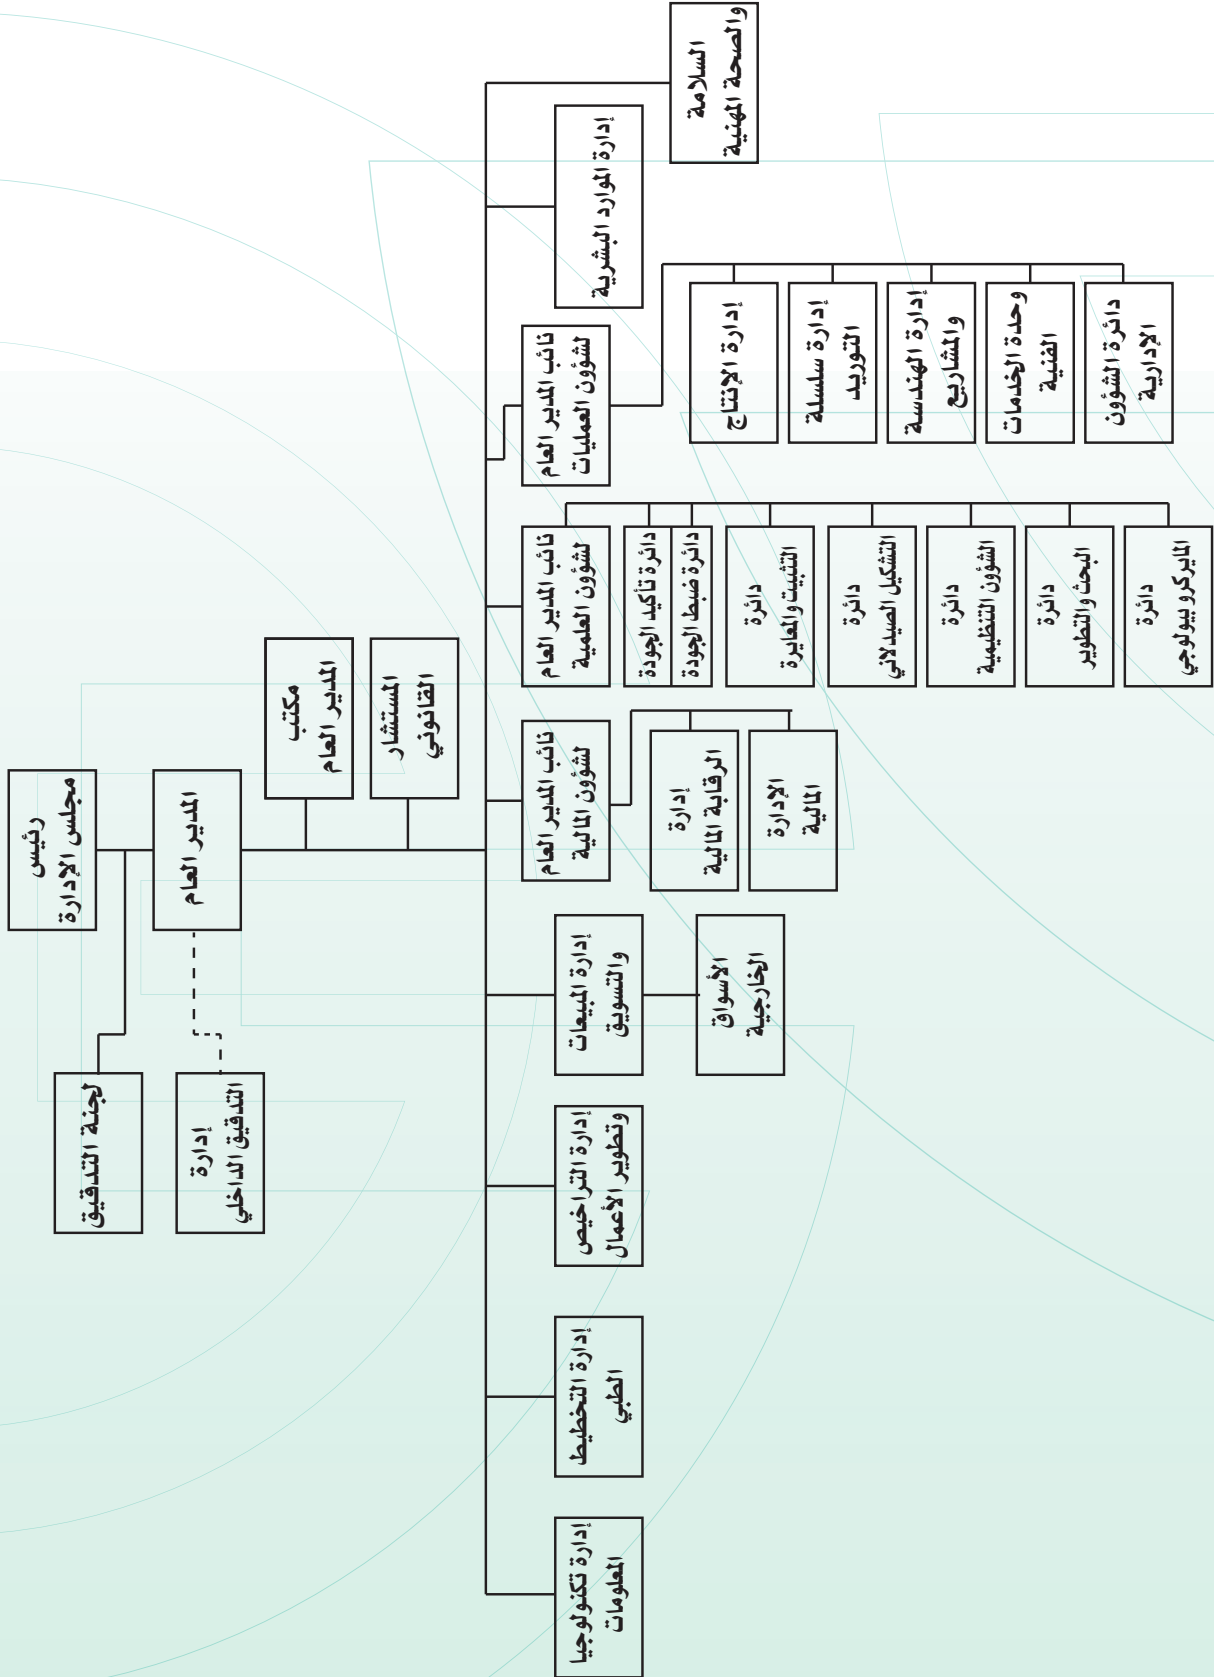 رئيس
مجلس الإدارة
لجنة التدقيق
المدير العام
إدارة
التدقيق الداخلي
مكتب
المدير العام
المستشار
القانوني
السلامة
والصحة المهنية
إدارة الموارد البشرية
نائب المدير العام
لشؤون العمليات
إدارة الإنتاج
إدارة سلسلة
التوريد
إدارة الهندسة
والمشاريع
وحدة الخدمات
الفنية
دائرة الشؤون
الإدارية
نائب المدير العام
لشؤون العلمية
دائرة تأكيد الجودة
دائرة ضبط الجودة
دائرة
التثبيت والمعايرة
دائرة
التشكيل الصيدلاني
دائرة
الشؤون التنظيمية
دائرة
البحث والتطوير
دائرة
المايركرو بيولوجي
نائب المدير العام
لشؤون المالية
إدارة
الرقابة المالية
الإدارة
المالية
إدارة المبيعات
والتسويق
الأسواق
الخارجية
إدارة التراخيص
وتطوير الأعمال
إدارة التخطيط
الطبي
إدارة تكنولوجيا
المعلومات